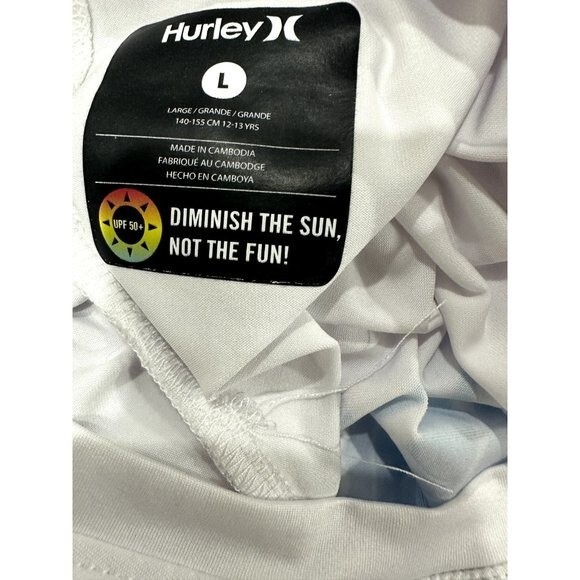 Hurley
L
LARGE / GRANDE / GRANDE
140-155 CM 12-13 YRS
MADE IN CAMBODIA
FABRIQUÉ AU CAMBODGE
HECHO EN CAMBOYA
UPF 50+
DIMINISH THE SUN,
NOT THE FUN!